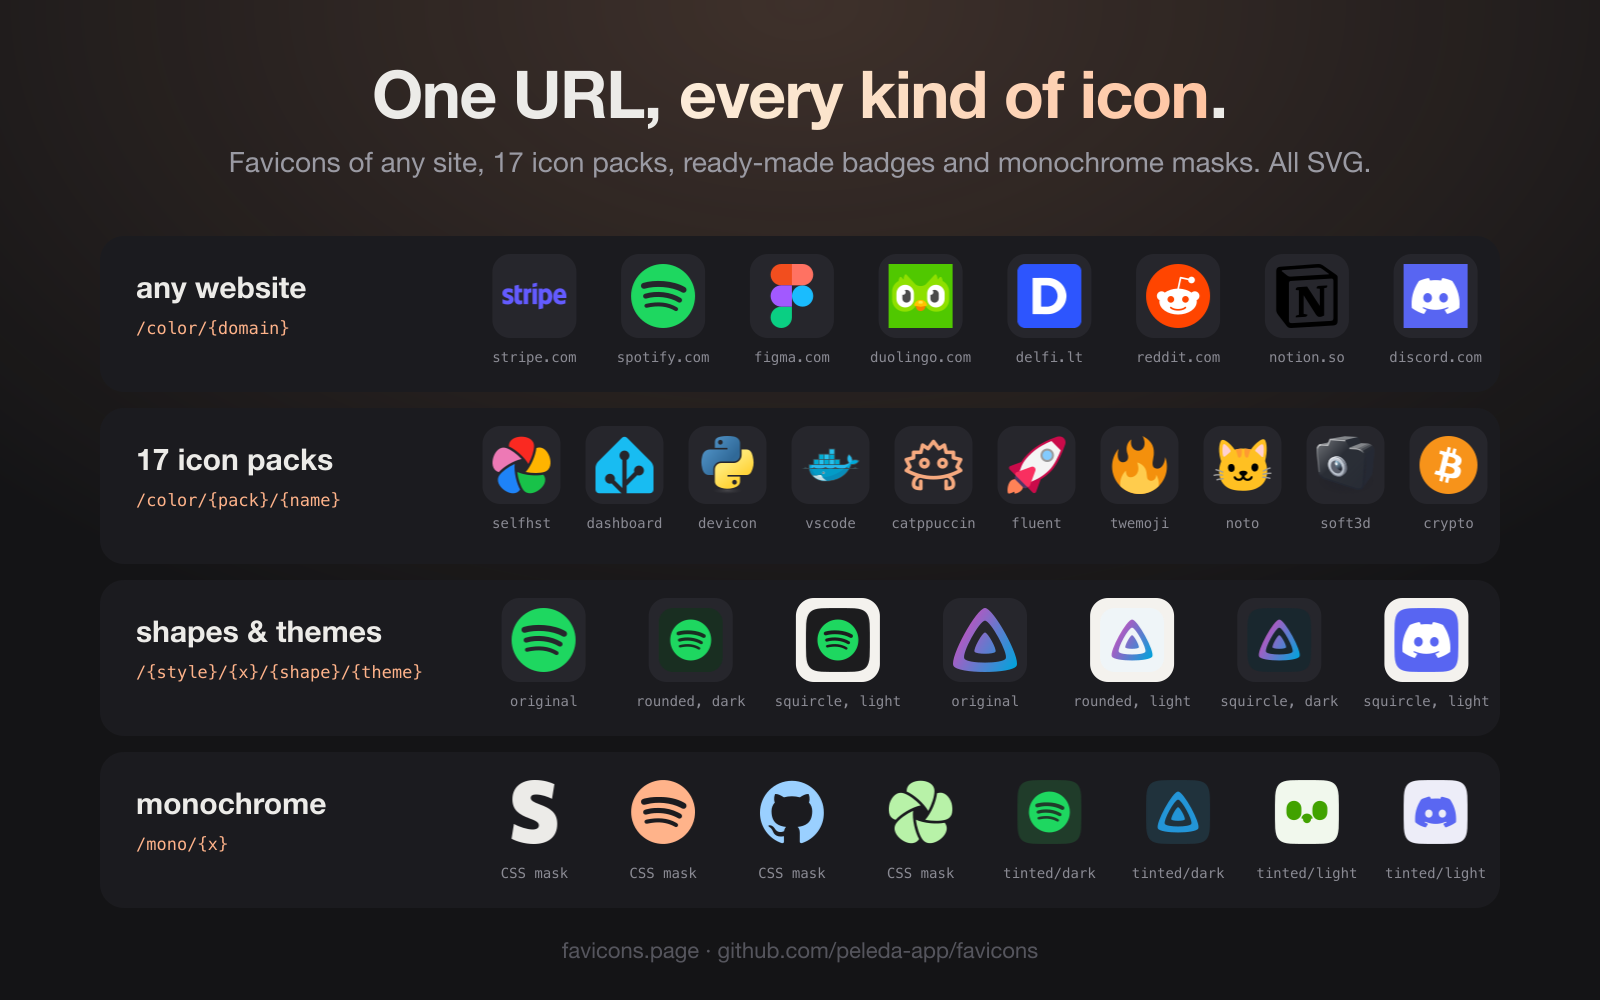 One URL, every kind of icon.
Favicons of any site, 17 icon packs, ready-made badges and monochrome masks. All SVG.
any website
/color/{domain}
stripe
D
N
stripe.com
spotify.com
figma.com
duolingo.com
delfi.lt
reddit.com
notion.so
discord.com
17 icon packs
/color/{pack}/{name}
selfhst
dashboard
devicon
vscode
catppuccin
fluent
twemoji
noto
soft3d
crypto
shapes & themes
/{style}/{x}/{shape}/{theme}
original
rounded, dark
squircle, light
original
rounded, light
squircle, dark
squircle, light
monochrome
/mono/{x}
S
CSS mask
CSS mask
CSS mask
CSS mask
tinted/dark
tinted/dark
tinted/light
tinted/light
favicons.page · github.com/peleda-app/favicons